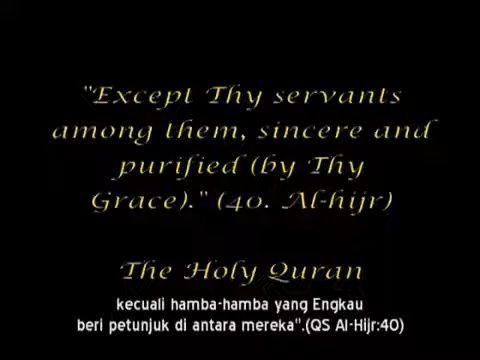 "Except Thy servants
among them, sincere and
purified (by Thy
Grace)." (40. Al-hijr)
The Holy Quran
kecuali hamba-hamba yang Engkau
beri petunjuk di antara mereka".(QS Al-Hijr:40)